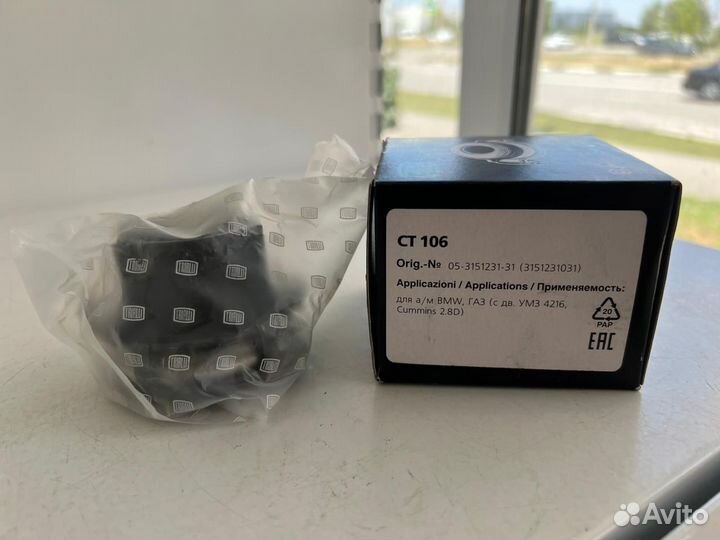 CT 106
Orig.-№ 05-3151231-31 (3151231031)
Applicazioni / Applications / Применяемость:
для а/м BMW, ГАЗ (с дв. УМЗ 4216,
Cummins 2.8D)
20
PAP
EAC
TRIALLI
Avito